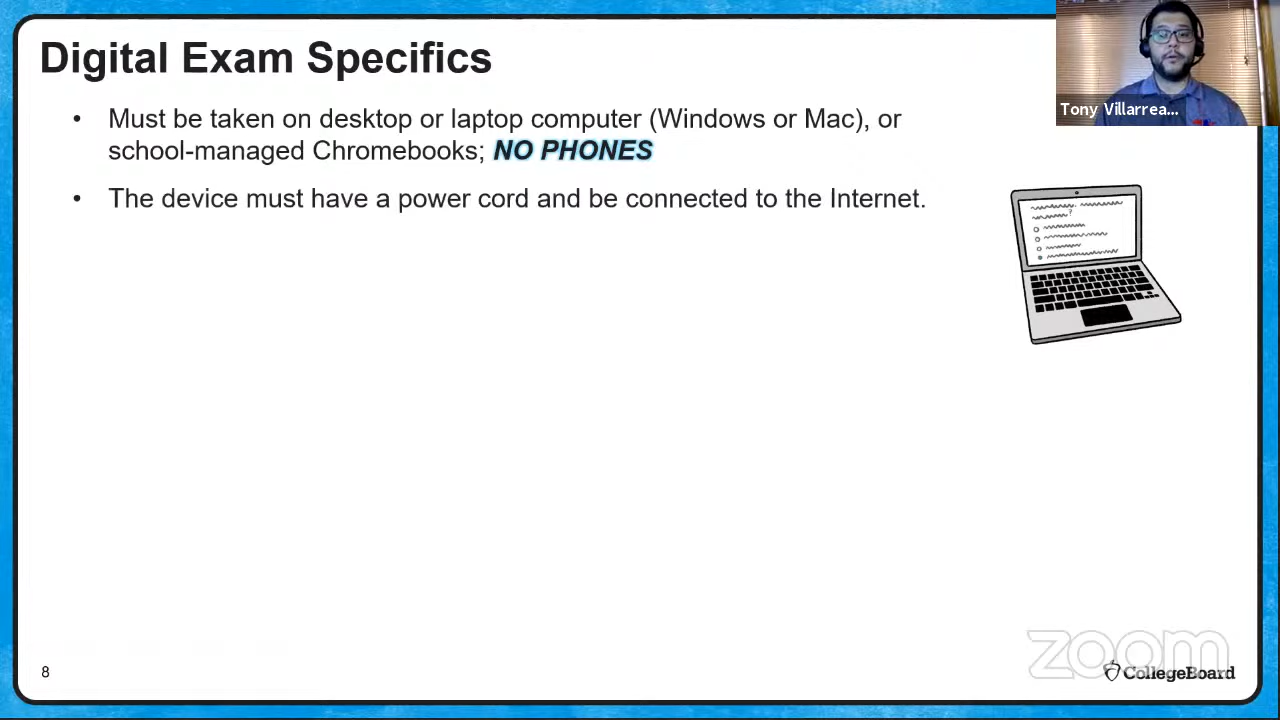 Digital Exam Specifics
Tony Villarrea...
• Must be taken on desktop or laptop computer (Windows or Mac), or
school-managed Chromebooks; NO PHONES
• The device must have a power cord and be connected to the Internet.
zoom
8
CollegeBoard